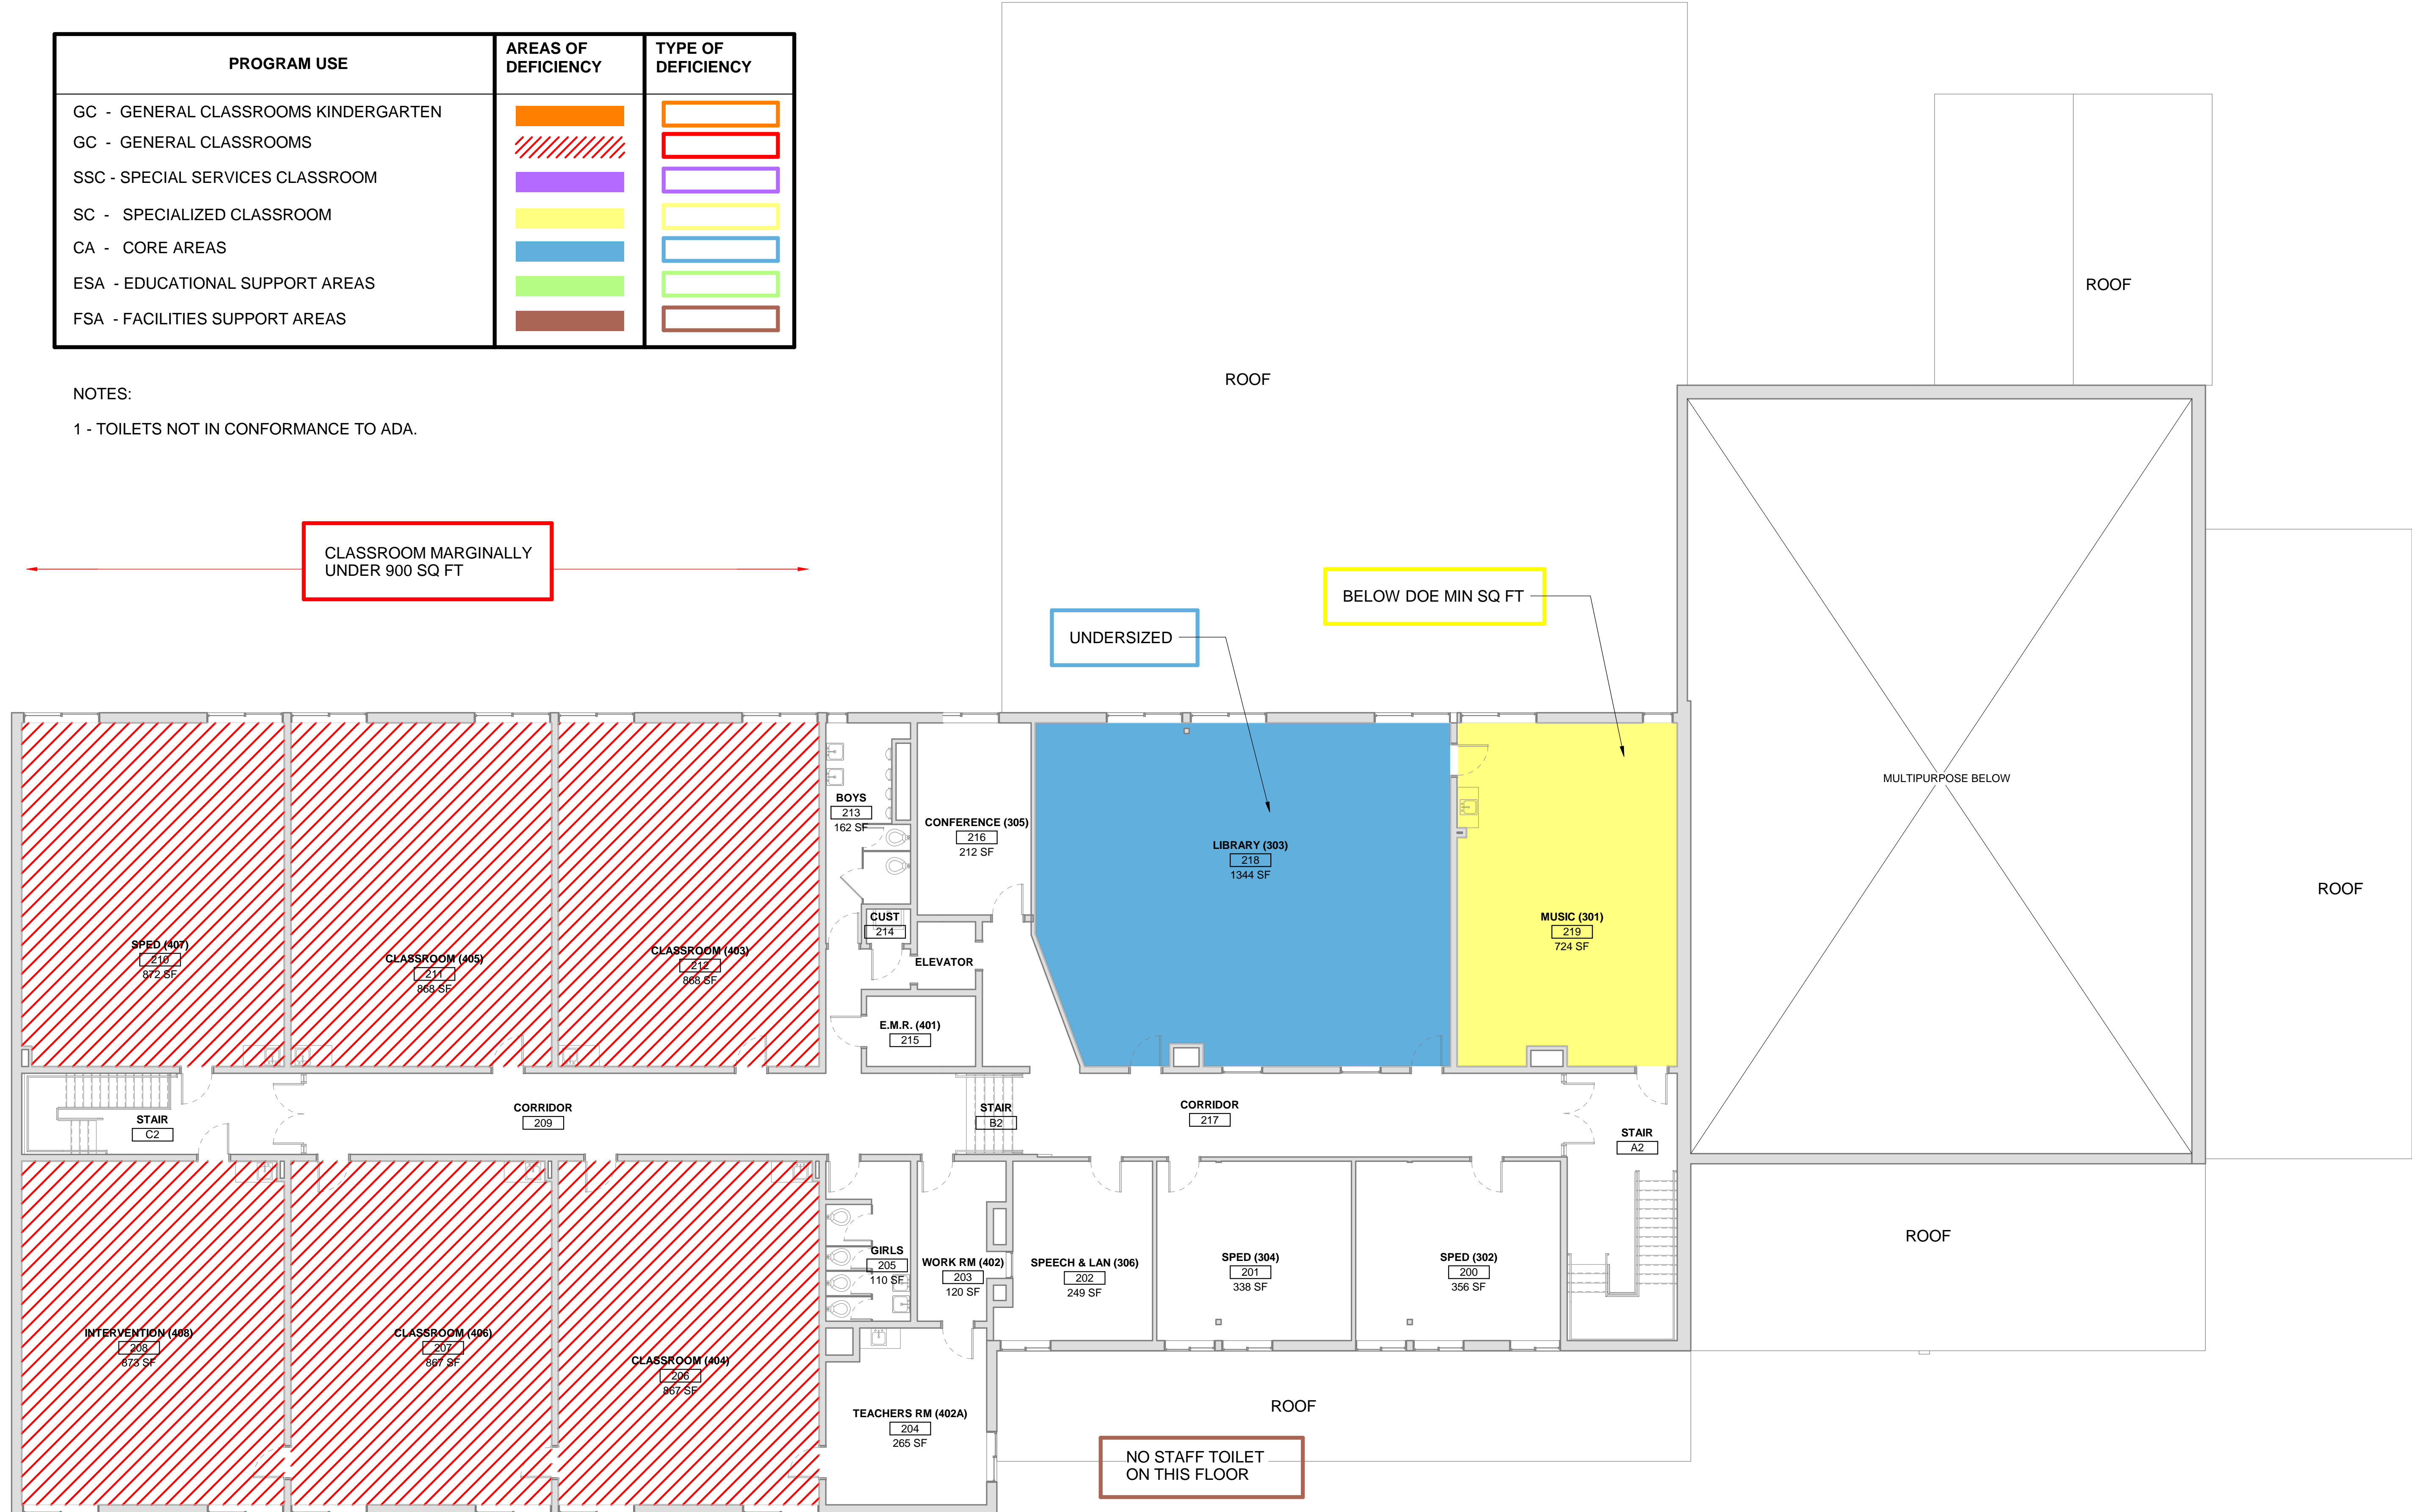 PROGRAM USE
AREAS OF
DEFICIENCY
TYPE OF
DEFICIENCY
GC - GENERAL CLASSROOMS KINDERGARTEN
GC - GENERAL CLASSROOMS
SSC - SPECIAL SERVICES CLASSROOM
SC - SPECIALIZED CLASSROOM
CA - CORE AREAS
ESA - EDUCATIONAL SUPPORT AREAS
FSA - FACILITIES SUPPORT AREAS
NOTES:
1 - TOILETS NOT IN CONFORMANCE TO ADA.
ROOF
ROOF
CLASSROOM MARGINALLY
UNDER 900 SQ FT
UNDERSIZED
BELOW DOE MIN SQ FT
MULTIPURPOSE BELOW
ROOF
SPED (407)
210
872 SF
CLASSROOM (405)
211
868 SF
CLASSROOM (403)
212
868 SF
BOYS
213
162 SF
CONFERENCE (305)
216
212 SF
CUST
214
ELEVATOR
E.M.R. (401)
215
LIBRARY (303)
218
1344 SF
MUSIC (301)
219
724 SF
STAIR
C2
CORRIDOR
209
STAIR
B2
CORRIDOR
217
STAIR
A2
INTERVENTION (408)
208
873 SF
CLASSROOM (406)
207
867 SF
CLASSROOM (404)
206
867 SF
GIRLS
205
110 SF
WORK RM (402)
203
120 SF
SPEECH & LAN (306)
202
249 SF
SPED (304)
201
338 SF
SPED (302)
200
356 SF
ROOF
TEACHERS RM (402A)
204
265 SF
ROOF
NO STAFF TOILET
ON THIS FLOOR